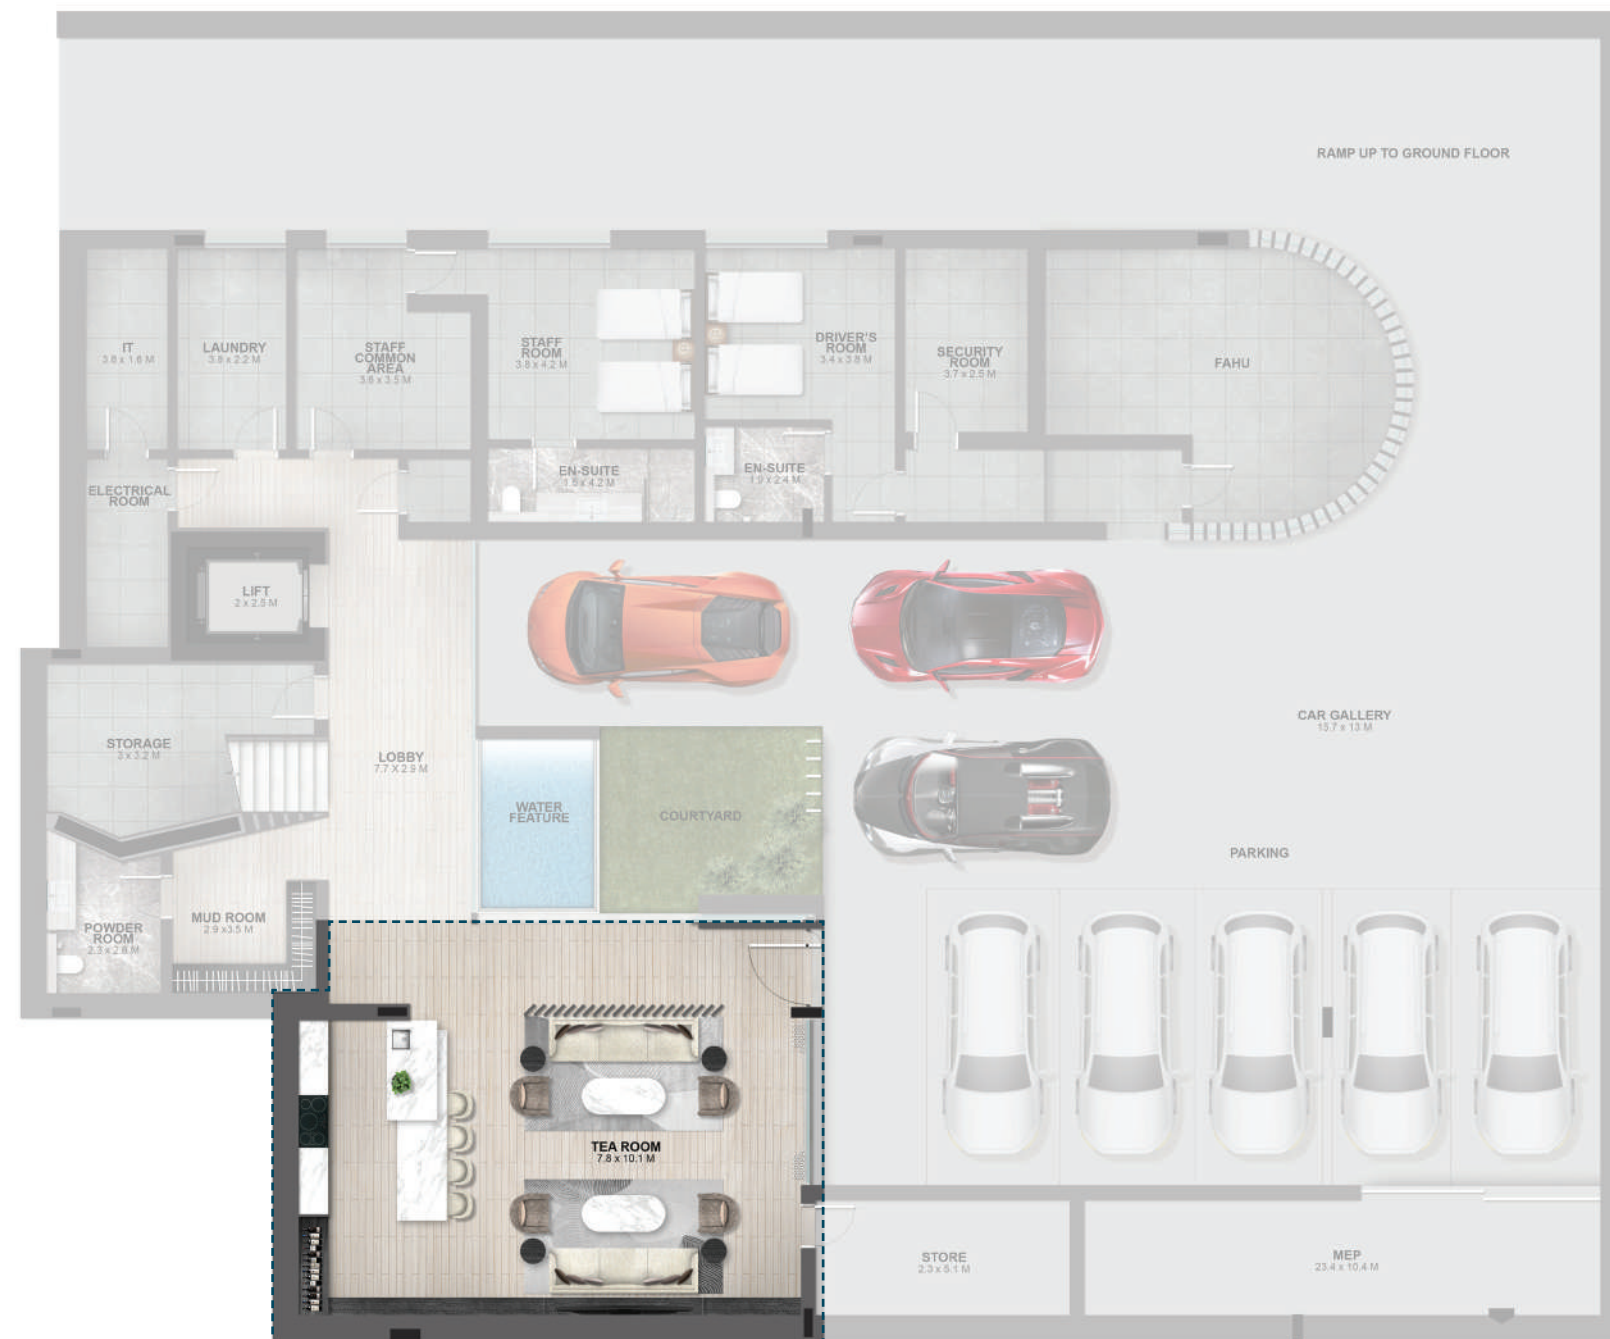 RAMP UP TO GROUND FLOOR
IT
3.8 x 1.6 M
LAUNDRY
3.8 x 2.2 M
STAFF
COMMON
AREA
3.8 x 3.5 M
STAFF
ROOM
3.8 x 4.2 M
DRIVER'S
ROOM
3.4 x 3.8 M
SECURITY
ROOM
3.7 x 2.5 M
FAHU
ELECTRICAL
ROOM
EN-SUITE
1.5 x 4.2 M
EN-SUITE
1.9 x 2.4 M
LIFT
2 x 2.5 M
STORAGE
3 x 3.2 M
LOBBY
7.7 X 2.9 M
WATER
FEATURE
COURTYARD
CAR GALLERY
15.7 x 13 M
PARKING
POWDER
ROOM
2.3 x 2.8 M
MUD ROOM
2.9 x3.5 M
TEA ROOM
7.8 x 10.1 M
STORE
2.3 x 5.1 M
MEP
23.4 x 10.4 M